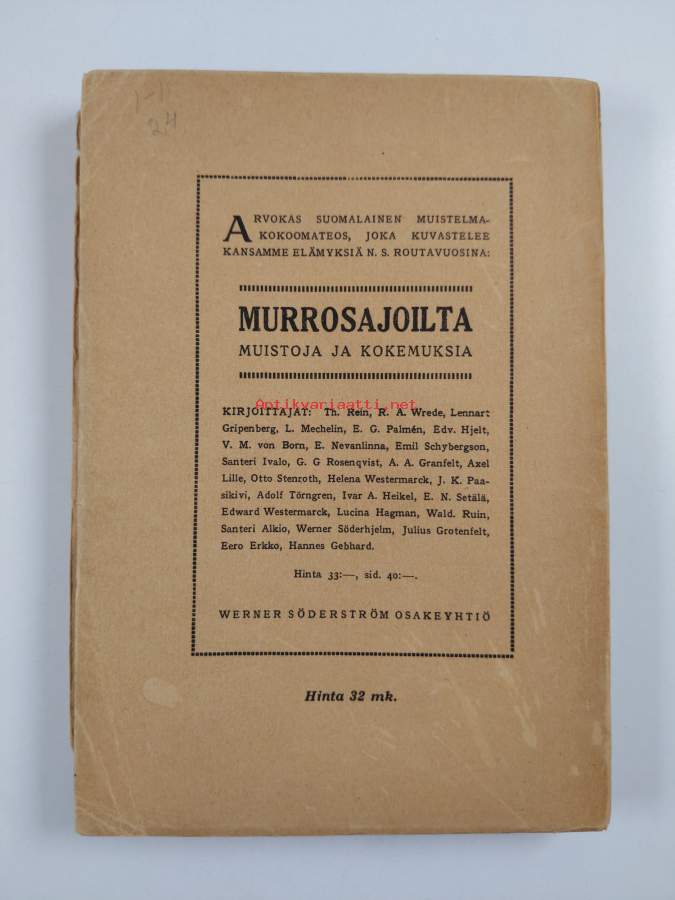 1-11
24
ARVOKAS SUOMALAINEN MUISTELMA-
KOKOOMATEOS, JOKA KUVASTELEE
KANSAMME ELÄMYKSIÄ N. S. ROUTAVUOSINA:
MURROSAJOILTA
MUISTOJA JA KOKEMUKSIA
Antikvariaatti.net
KIRJOITTAJAT: Th. Rein, R. A. Wrede, Lennart
Gripenberg, L. Mechelin, E. G. Palmén, Edv. Hjelt,
V. M. von Born, E. Nevanlinna, Emil Schybergson,
Santeri Ivalo, G. G Rosenqvist, A. A. Granfelt, Axel
Lille, Otto Stenroth, Helena Westermarck, J. K. Paa-
sikivi, Adolf Törngren, Ivar A. Heikel, E. N. Setälä,
Edward Westermarck, Lucina Hagman, Wald. Ruin,
Santeri Alkio, Werner Söderhjelm, Julius Grotenfelt,
Eero Erkko, Hannes Gebhard.
Hinta 33:—, sid. 40:—.
WERNER SÖDERSTRÖM OSAKEYHTIÖ
Hinta 32 mk.